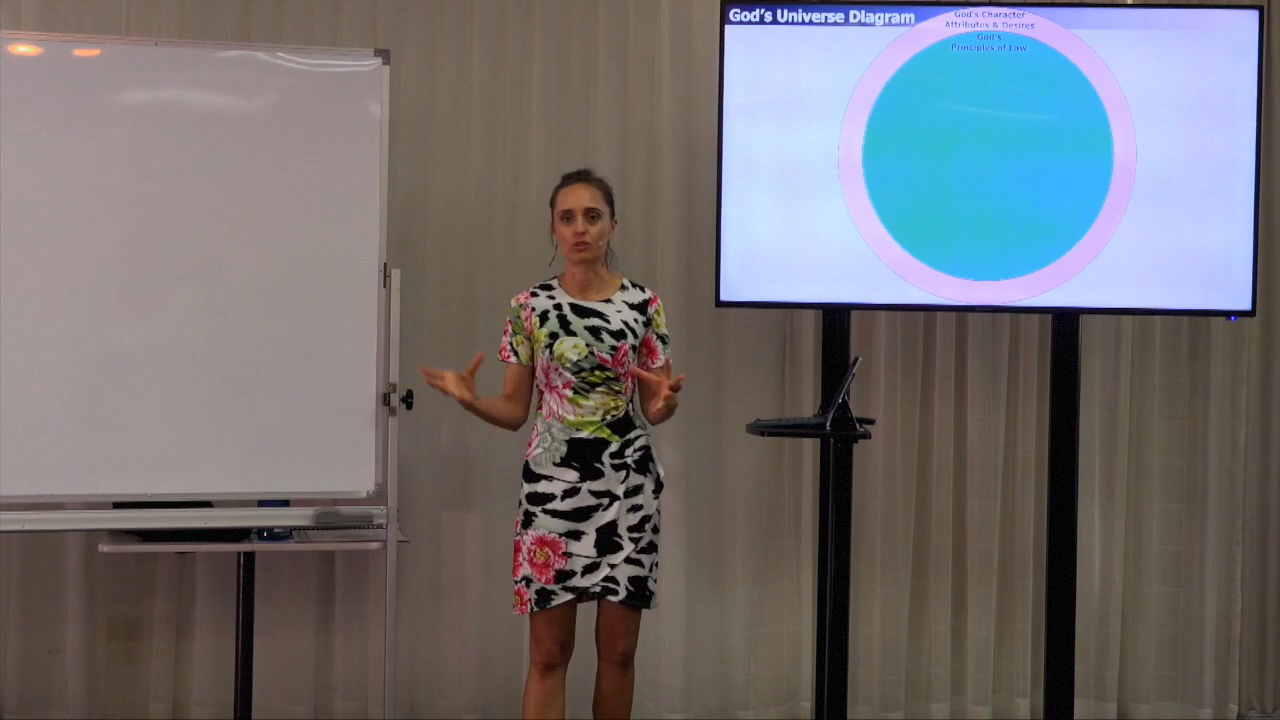 God's Universe Diagram
God's Character
Attributes & Desires
God's
Principles of Law